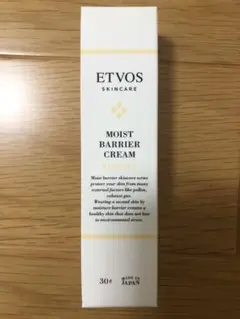 ETVOS
SKINCARE
MOIST
BARRIER
CREAM
Moist barrier skincare series
protect your skin from many
external factors like pollen,
exhaust gas.
Wearing a second skin by
moisture barrier creates a
healthy skin that does not lose
to environmental stress.
30g
MADE IN
JAPAN